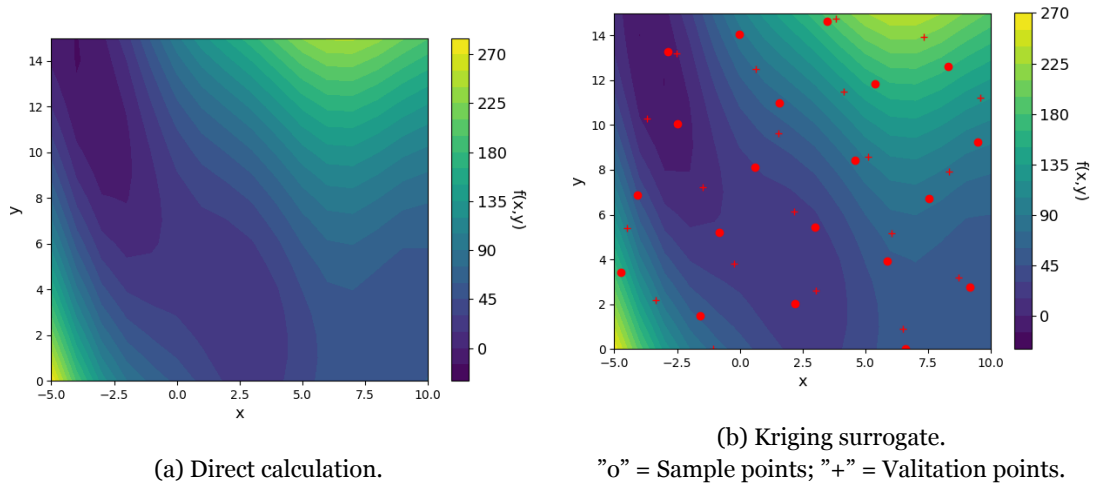 14
12
10
8
6
4
2
0
y
−5.0 −2.5 0.0 2.5 5.0 7.5 10.0
x
270
225
180
135
90
45
0
f(x,y)
(a) Direct calculation.
14
12
10
8
6
4
2
0
y
−5.0 −2.5 0.0 2.5 5.0 7.5 10.0
x
270
225
180
135
90
45
0
f(x,y)
(b) Kriging surrogate.
”o” = Sample points; ”+” = Valitation points.